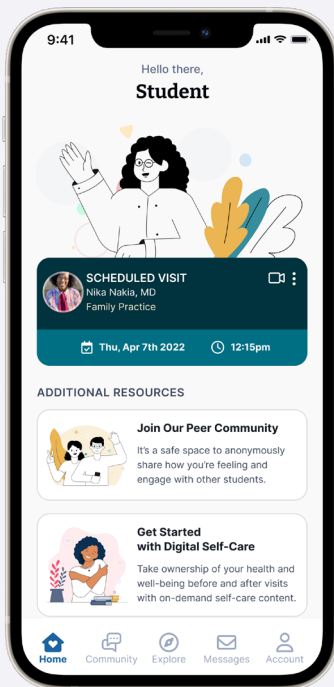 9:41
Hello there,
Student
SCHEDULED VISIT
Nika Nakia, MD
Family Practice
Thu, Apr 7th 2022 12:15pm
ADDITIONAL RESOURCES
Join Our Peer Community
It's a safe space to anonymously
share how you're feeling and
engage with other students.
Get Started
with Digital Self-Care
Take ownership of your health and
well-being before and after visits
with on-demand self-care content.
Home Community Explore Messages Account